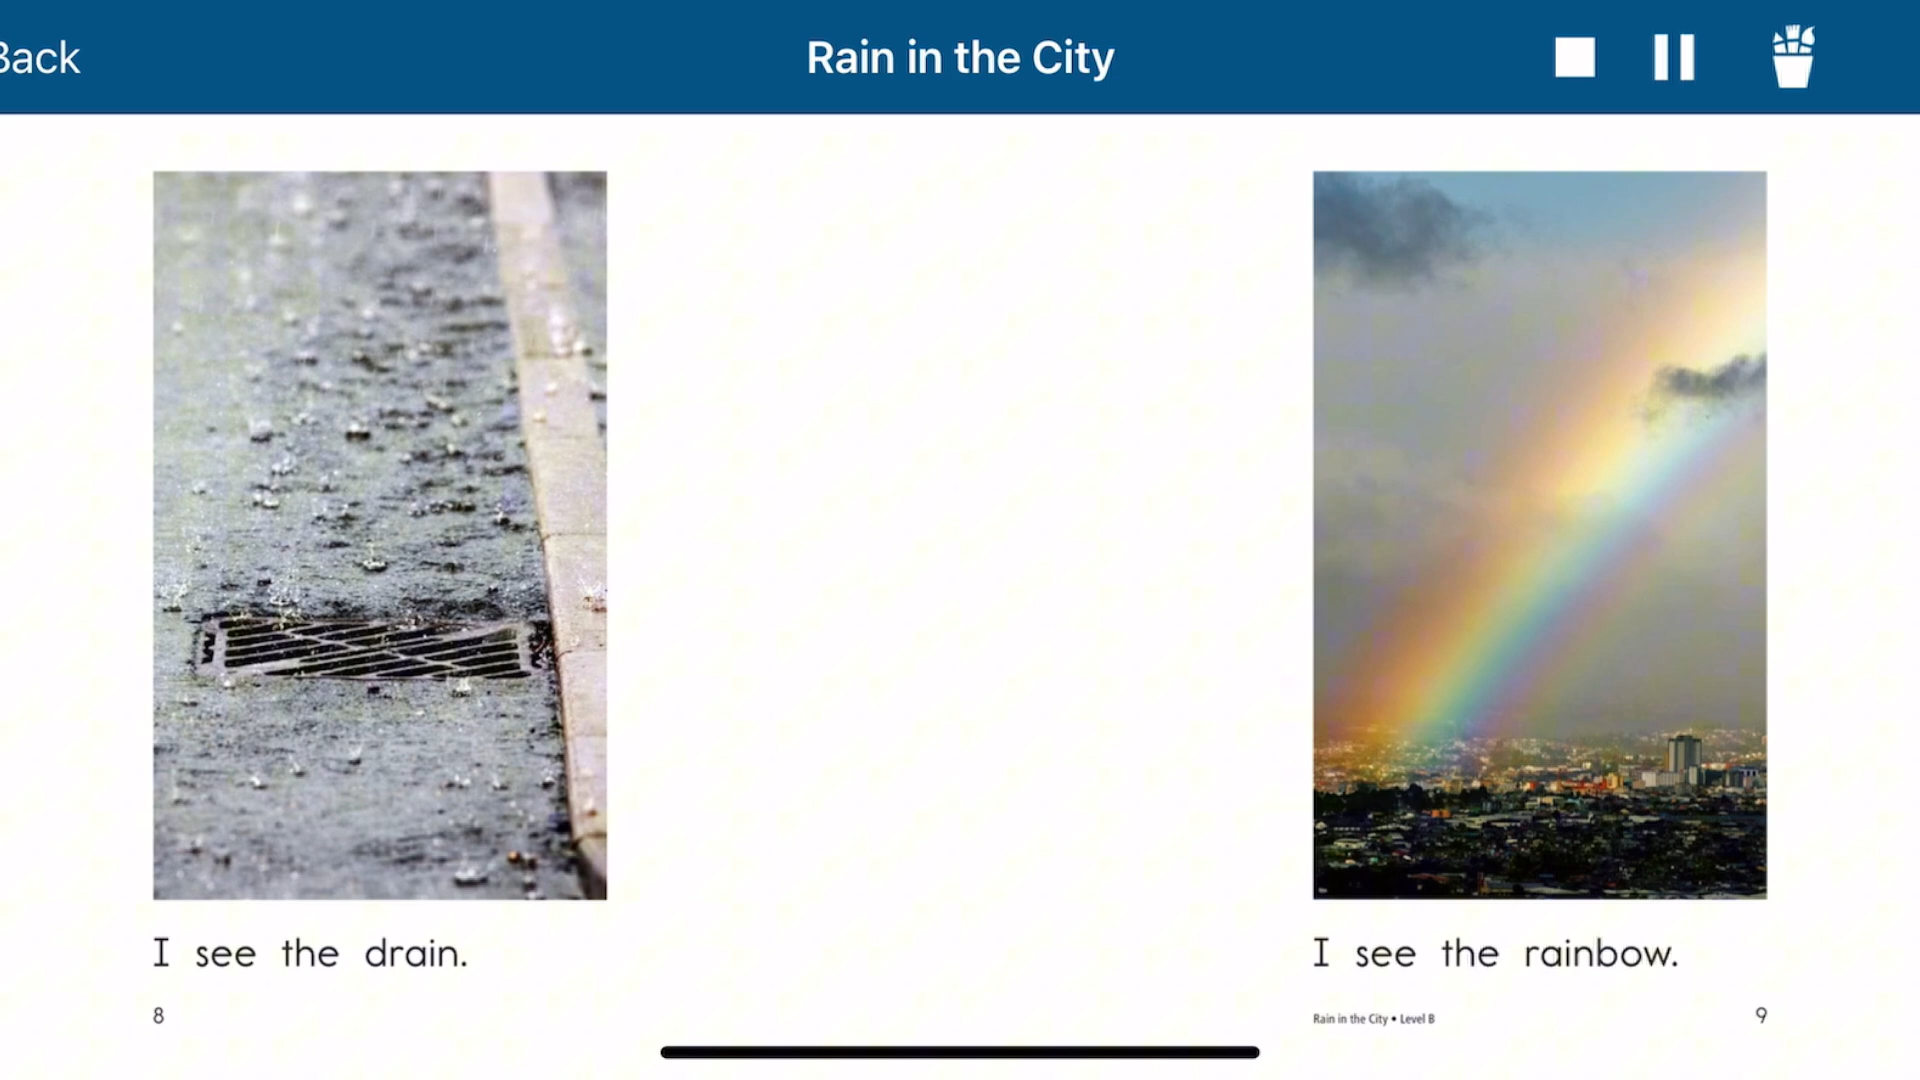 Back
Rain in the City
I see the drain.
8
I see the rainbow.
Rain in the City • Level B
9